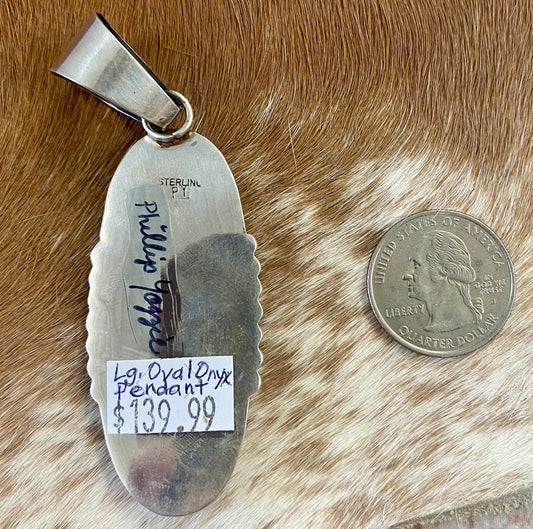 STERLING
P.Y.
Phillip Yazzie
Lg. Oval Onyx
Pendant
$139.99
UNITED STATES OF AMERICA
LIBERTY
IN GOD WE TRUST
QUARTER DOLLAR